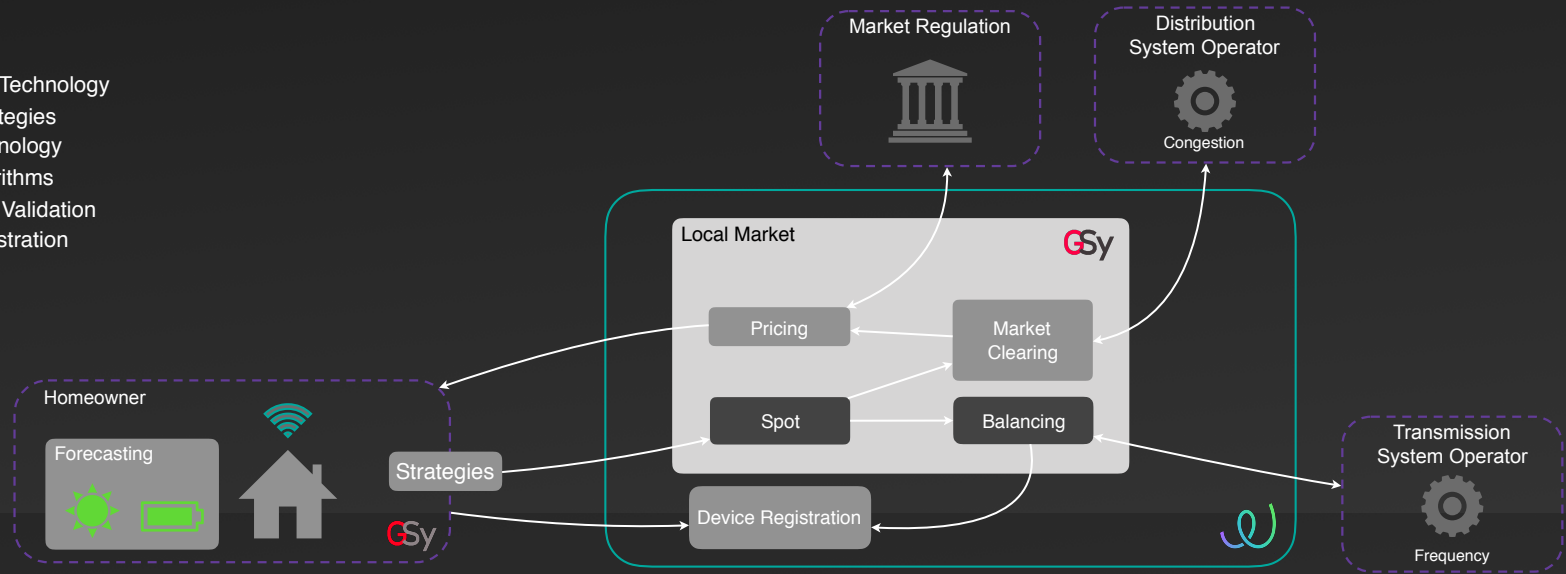 Technology
tegies
nology
rithms
Validation
stration
Market Regulation
Distribution
System Operator
Congestion
Local Market
GSy
Pricing
Market
Clearing
Spot
Balancing
Device Registration
Homeowner
Forecasting
Strategies
GSy
Transmission
System Operator
Frequency